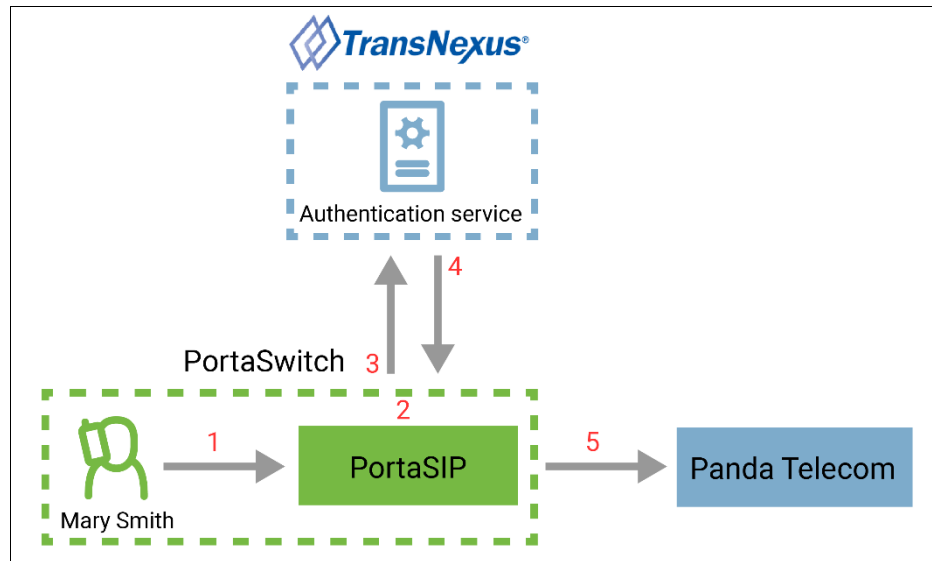 TransNexus®
Authentication service
4
PortaSwitch
3
2
1
PortaSIP
5
Panda Telecom
Mary Smith